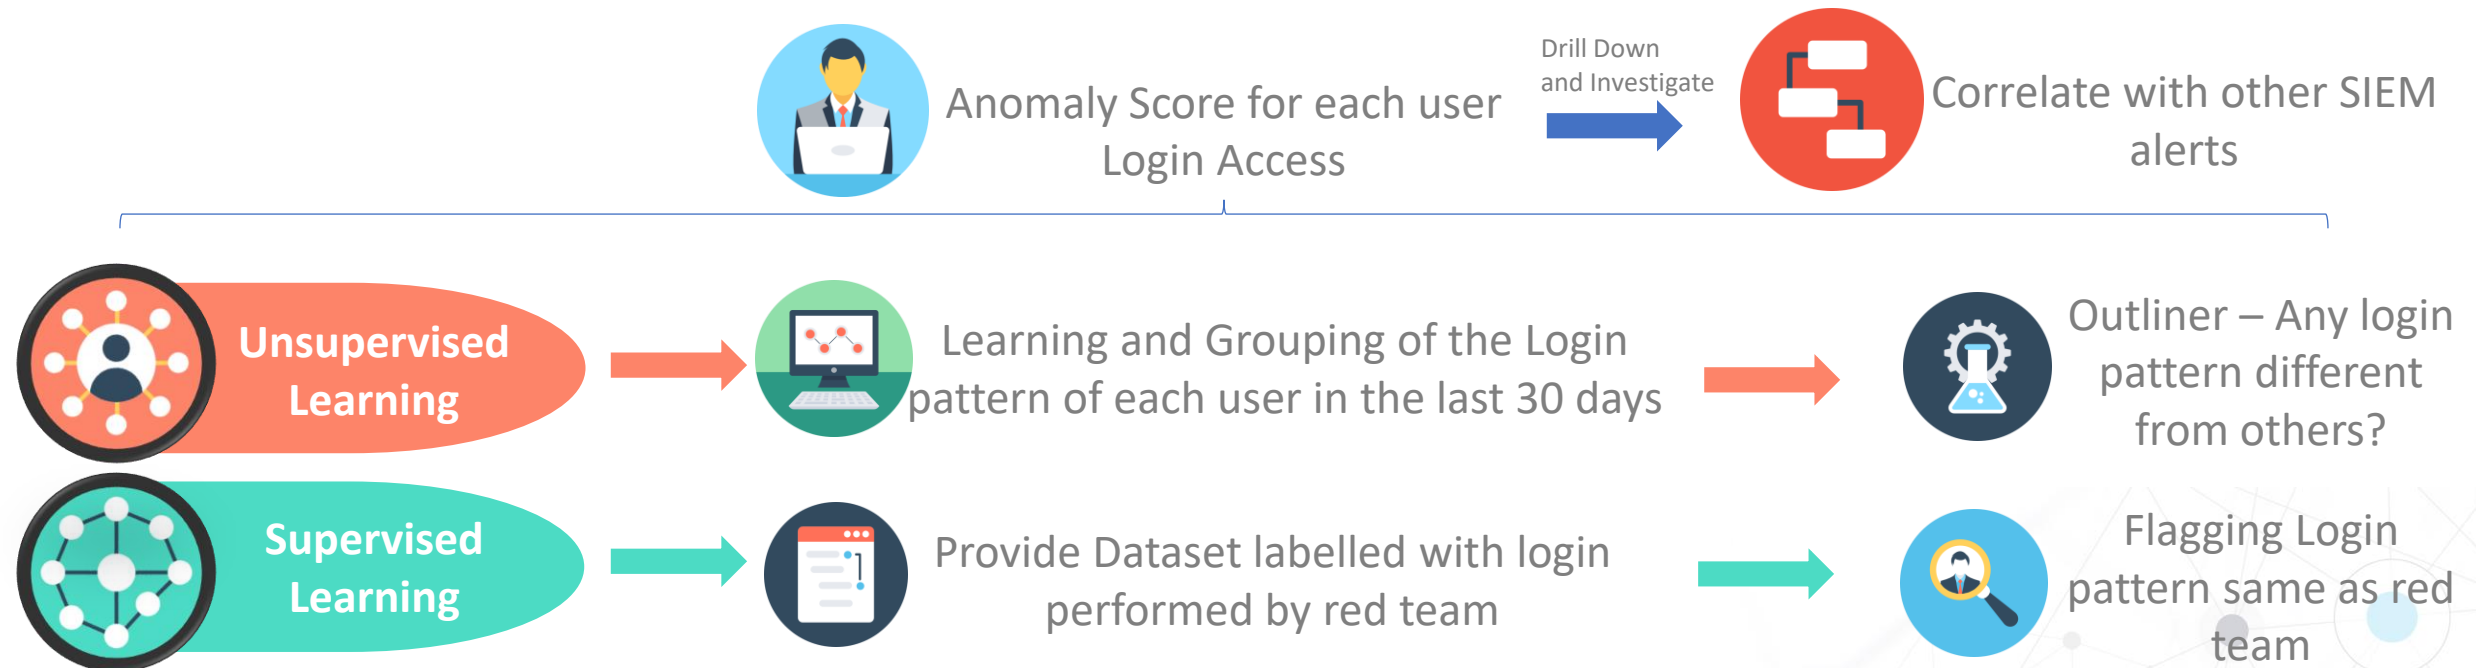 Anomaly Score for each user
Login Access
Drill Down
and Investigate
Correlate with other SIEM
alerts
Unsupervised
Learning
Learning and Grouping of the Login
pattern of each user in the last 30 days
Outliner – Any login
pattern different
from others?
Supervised
Learning
Provide Dataset labelled with login
performed by red team
Flagging Login
pattern same as red
team